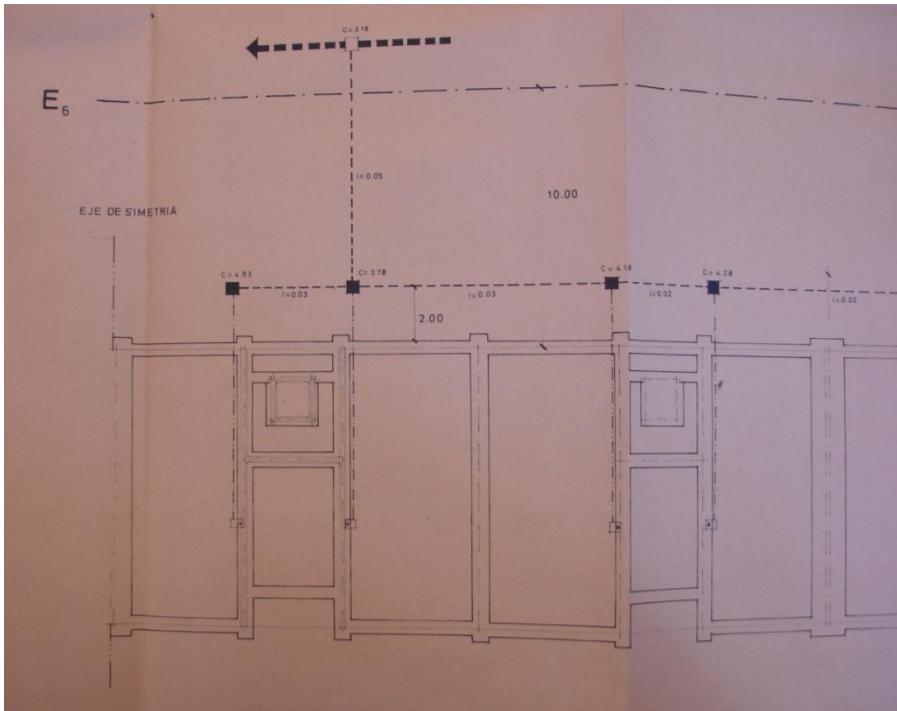 C= 3.18
E6
i=0.05
10.00
EJE DE SIMETRIA
C= 4.93
C= 3.78
C= 4.18
C= 4.28
i=0.03
i=0.03
i=0.02
i=0.02
2.00